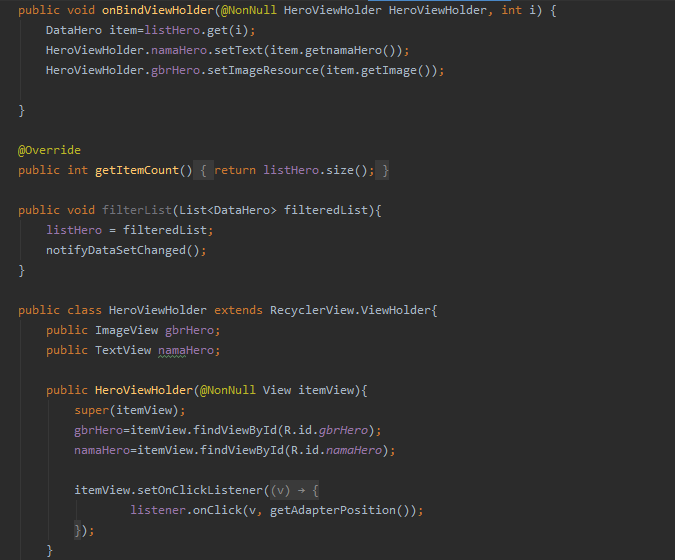 public void onBindViewHolder(@NonNull HeroViewHolder HeroViewHolder, int i) {
DataHero item=listHero.get(i);
HeroViewHolder.namaHero.setText(item.getnamaHero());
HeroViewHolder.gbrHero.setImageResource(item.getImage());
}
@Override
public int getItemCount() { return listHero.size(); }
public void filterList(List<DataHero> filteredList){
listHero = filteredList;
notifyDataSetChanged();
}
public class HeroViewHolder extends RecyclerView.ViewHolder{
public ImageView gbrHero;
public TextView namaHero;
public HeroViewHolder(@NonNull View itemView){
super(itemView);
gbrHero=itemView.findViewById(R.id.gbrHero);
namaHero=itemView.findViewById(R.id.namaHero);
itemView.setOnClickListener((v) → {
listener.onClick(v, getAdapterPosition());
});
}